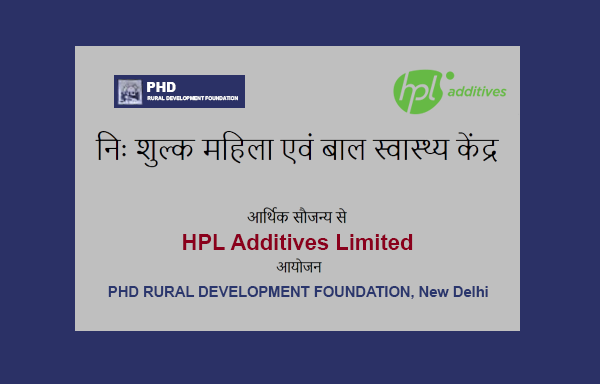 PHD
RURAL DEVELOPMENT FOUNDATION
hpl additives
निः शुल्क महिला एवं बाल स्वास्थ्य केंद्र
आर्थिक सौजन्य से
HPL Additives Limited
आयोजन
PHD RURAL DEVELOPMENT FOUNDATION, New Delhi